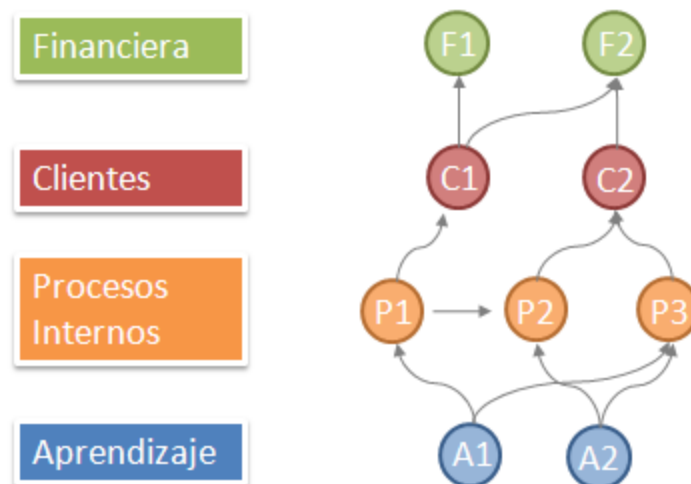 Financiera
F1
F2
Clientes
C1
C2
Procesos
Internos
P1
P2
P3
Aprendizaje
A1
A2